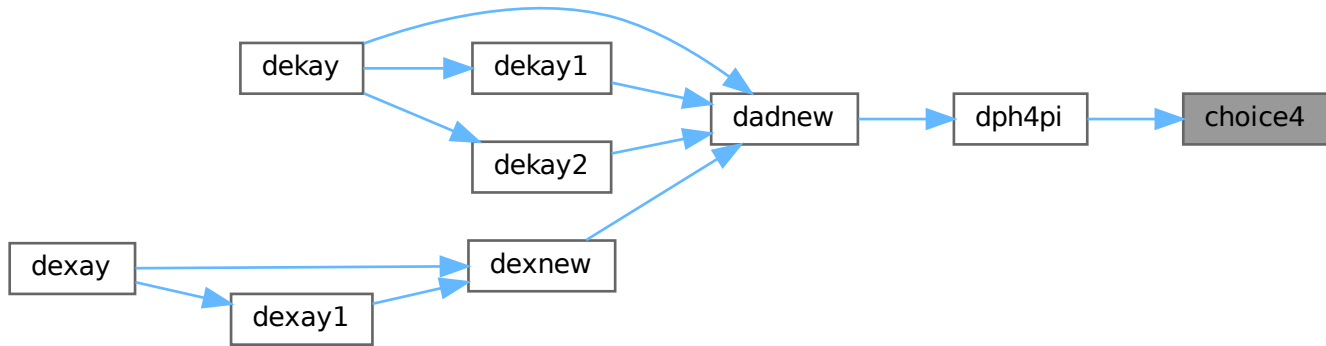 dekay
dekay1
dadnew
dph4pi
choice4
dekay2
dexay
dexnew
dexay1